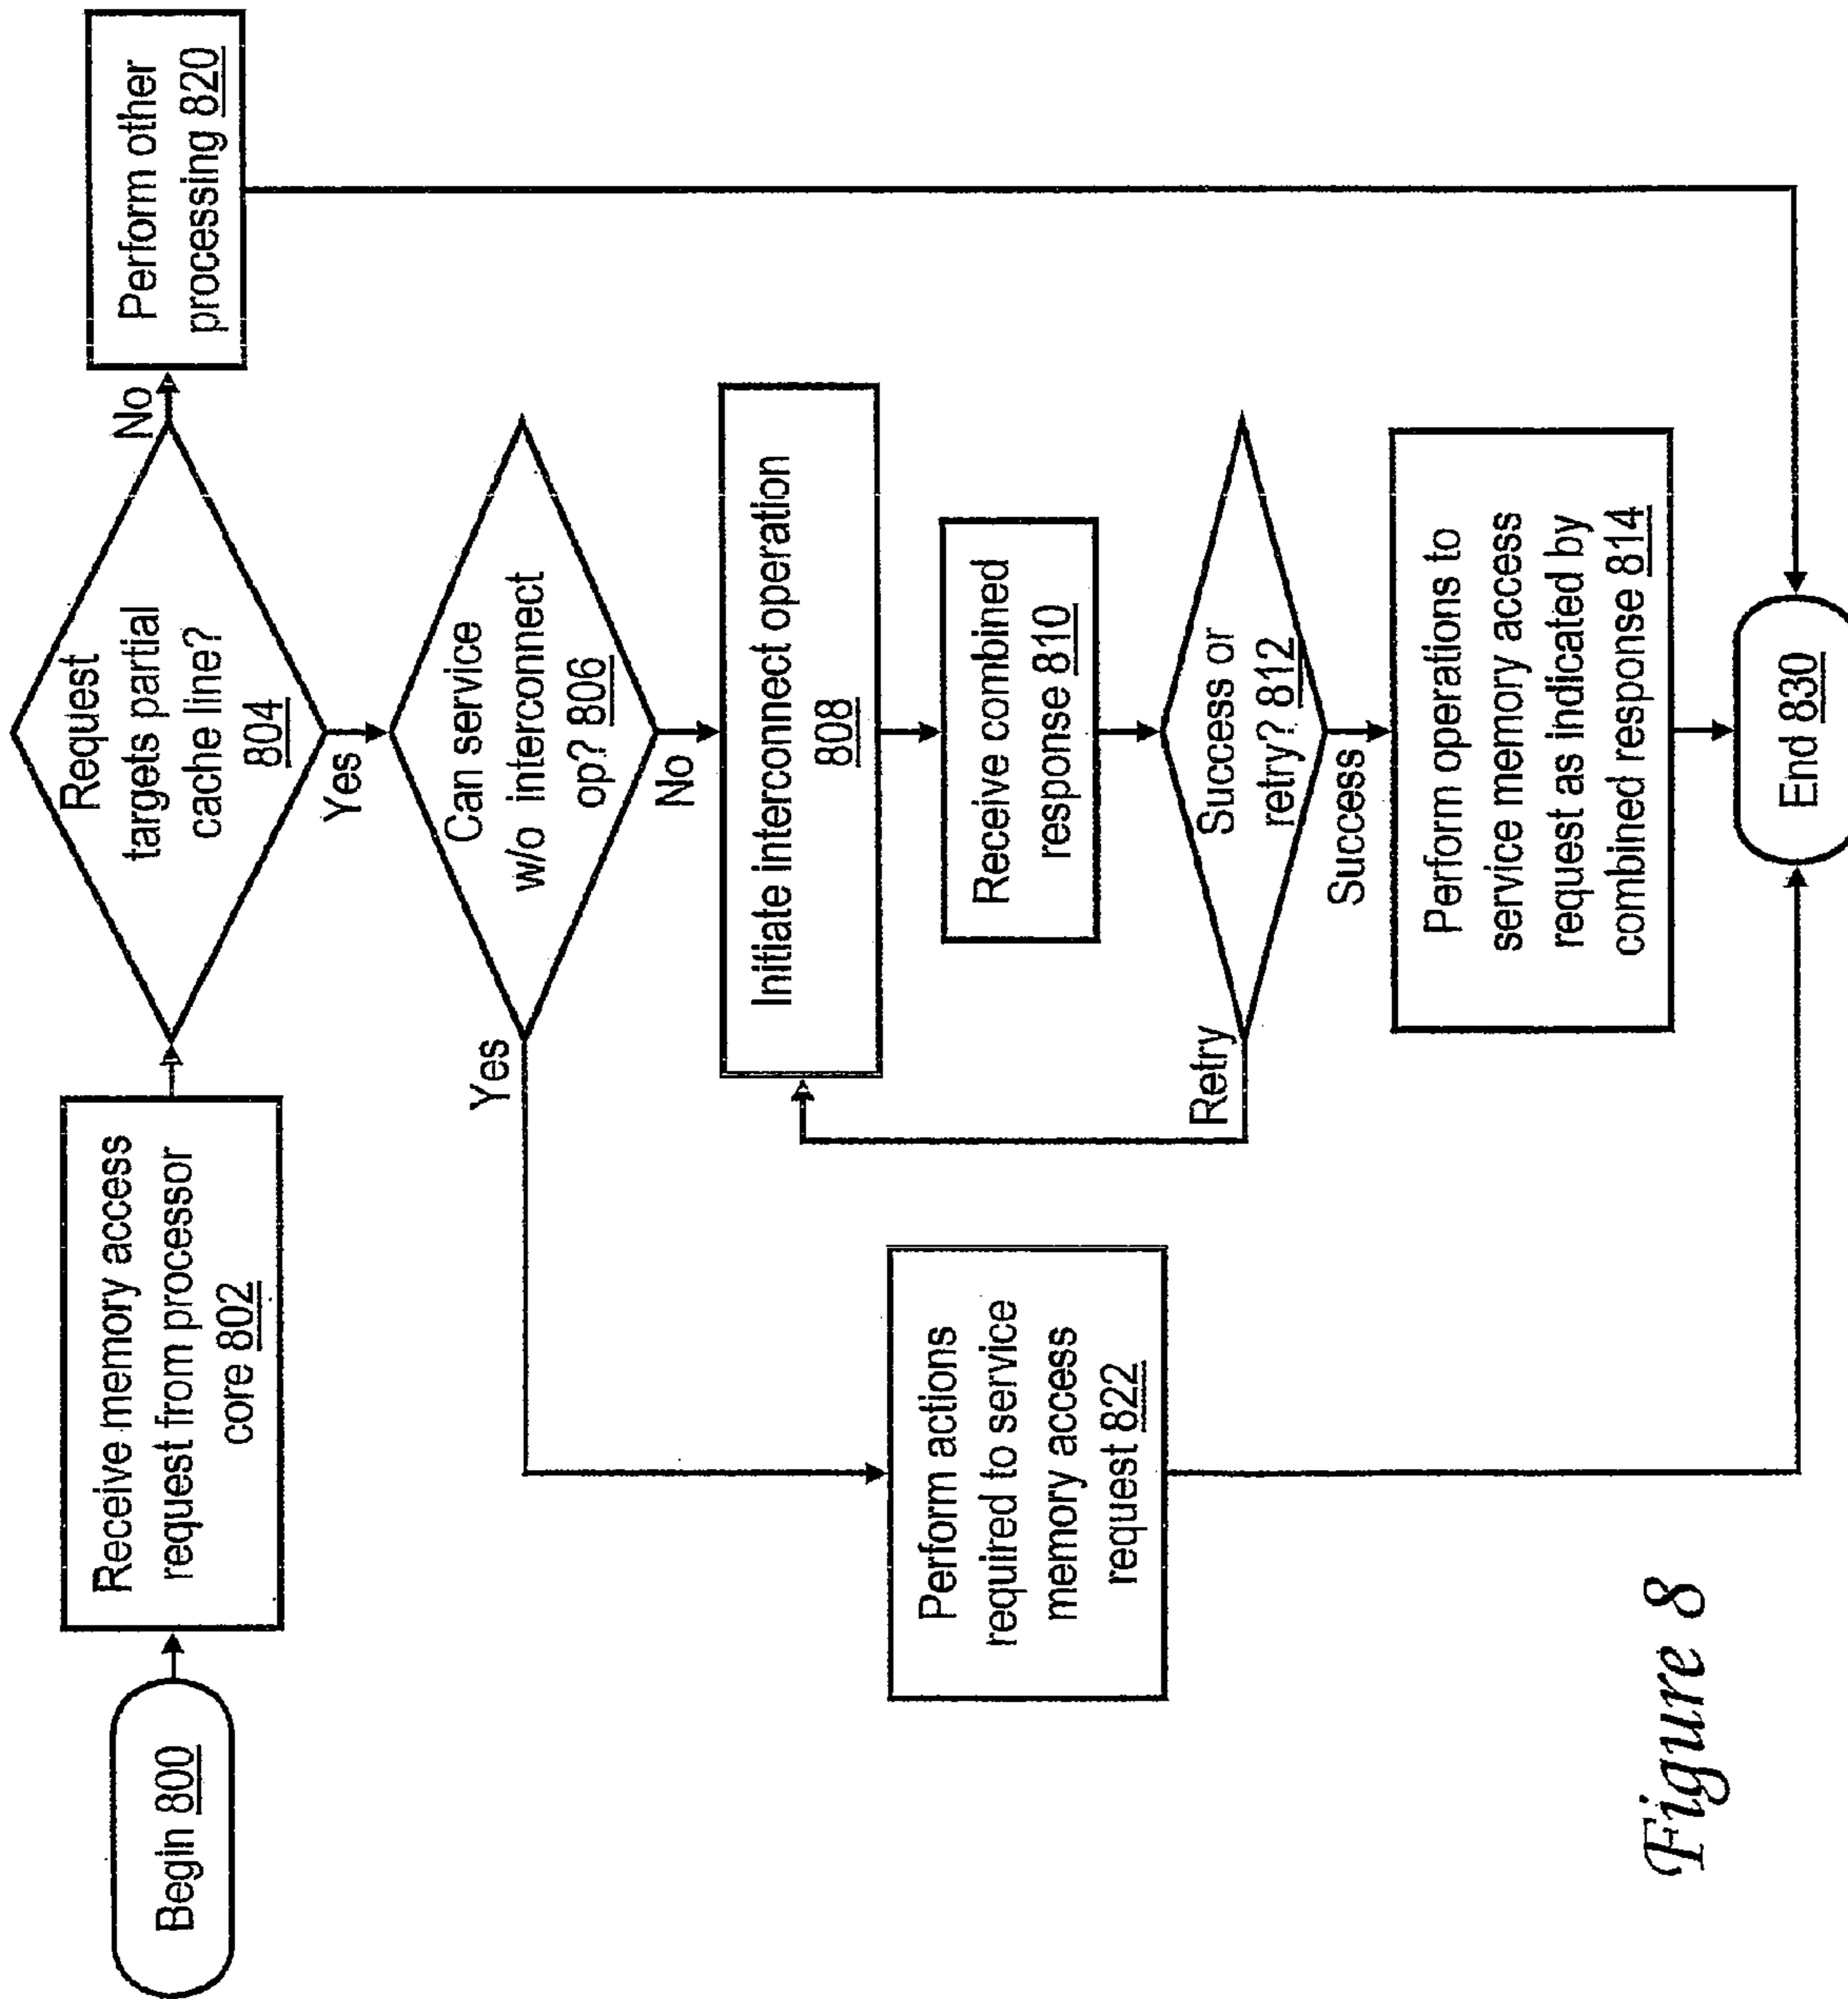 Begin 800
Receive memory access
request from processor
core 802
Request
targets partial
cache line?
804
No
Perform other
processing 820
Yes
Can service
w/o interconnect
op? 806
Yes
No
Initiate interconnect operation
808
Receive combined
response 810
Success or
retry? 812
Retry
Success
Perform operations to
service memory access
request as indicated by
combined response 814
Perform actions
required to service
memory access
request 822
End 830
Figure 8